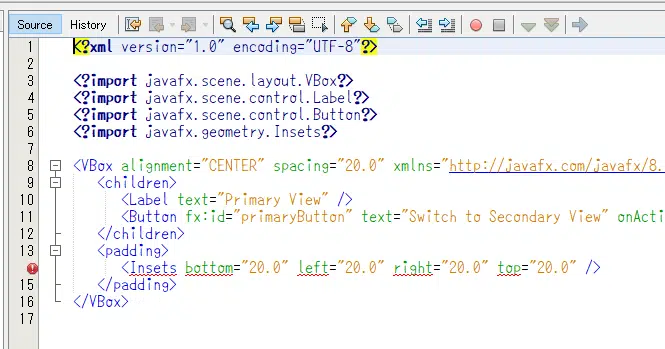 Source History
1 <?xml version="1.0" encoding="UTF-8"?>
2
3 <?import javafx.scene.layout.VBox?>
4 <?import javafx.scene.control.Label?>
5 <?import javafx.scene.control.Button?>
6 <?import javafx.geometry.Insets?>
7
8 <VBox alignment="CENTER" spacing="20.0" xmlns="http://javafx.com/javafx/8.
9 <children>
10 <Label text="Primary View" />
11 <Button fx:id="primaryButton" text="Switch to Secondary View" onActi
12 </children>
13 <padding>
<Insets bottom="20.0" left="20.0" right="20.0" top="20.0" />
15 </padding>
16 </VBox>
17